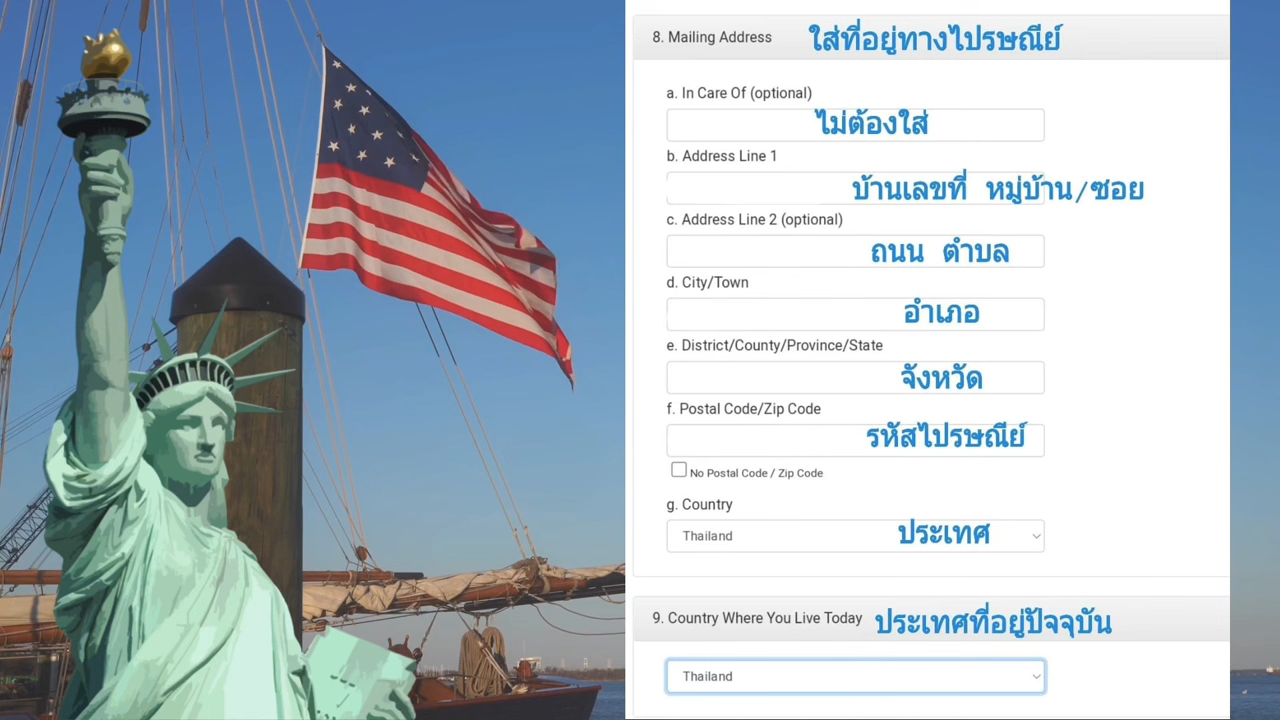 8. Mailing Address ใส่ที่อยู่ทางไปรษณีย์
a. In Care Of (optional)
ไม่ต้องใส่
b. Address Line 1
บ้านเลขที่ หมู่บ้าน/ซอย
c. Address Line 2 (optional)
ถนน ตำบล
d. City/Town
อำเภอ
e. District/County/Province/State
จังหวัด
f. Postal Code/Zip Code
รหัสไปรษณีย์
No Postal Code / Zip Code
g. Country
Thailand ประเทศ
9. Country Where You Live Today ประเทศที่อยู่ปัจจุบัน
Thailand